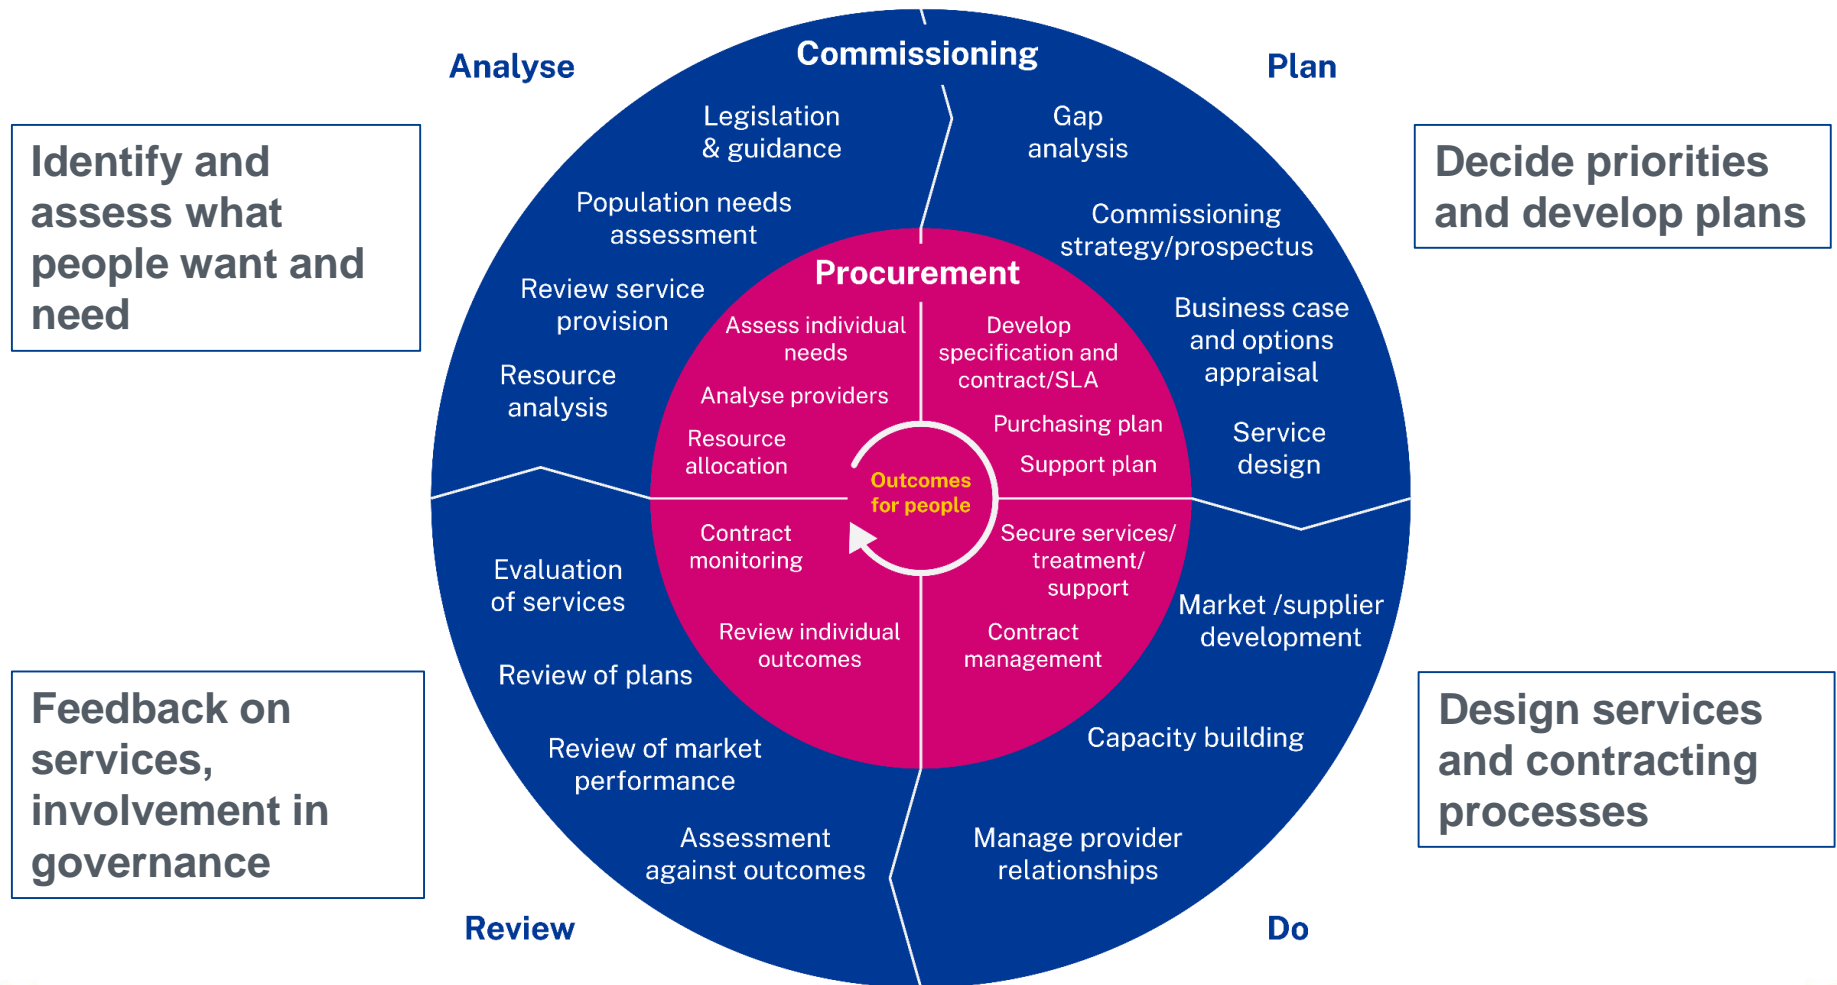 Commissioning
Analyse
Plan
Identify and
assess what
people want and
need
Decide priorities
and develop plans
Legislation
& guidance
Population needs
assessment
Review service
provision
Resource
analysis
Gap
analysis
Commissioning
strategy/prospectus
Business case
and options
appraisal
Service
design
Procurement
Assess individual
needs
Analyse providers
Resource
allocation
Develop
specification and
contract/SLA
Purchasing plan
Support plan
Outcomes
for people
Contract
monitoring
Review individual
outcomes
Secure services/
treatment/
support
Contract
management
Evaluation
of services
Review of plans
Review of market
performance
Assessment
against outcomes
Market /supplier
development
Capacity building
Manage provider
relationships
Feedback on
services,
involvement in
governance
Design services
and contracting
processes
Review
Do